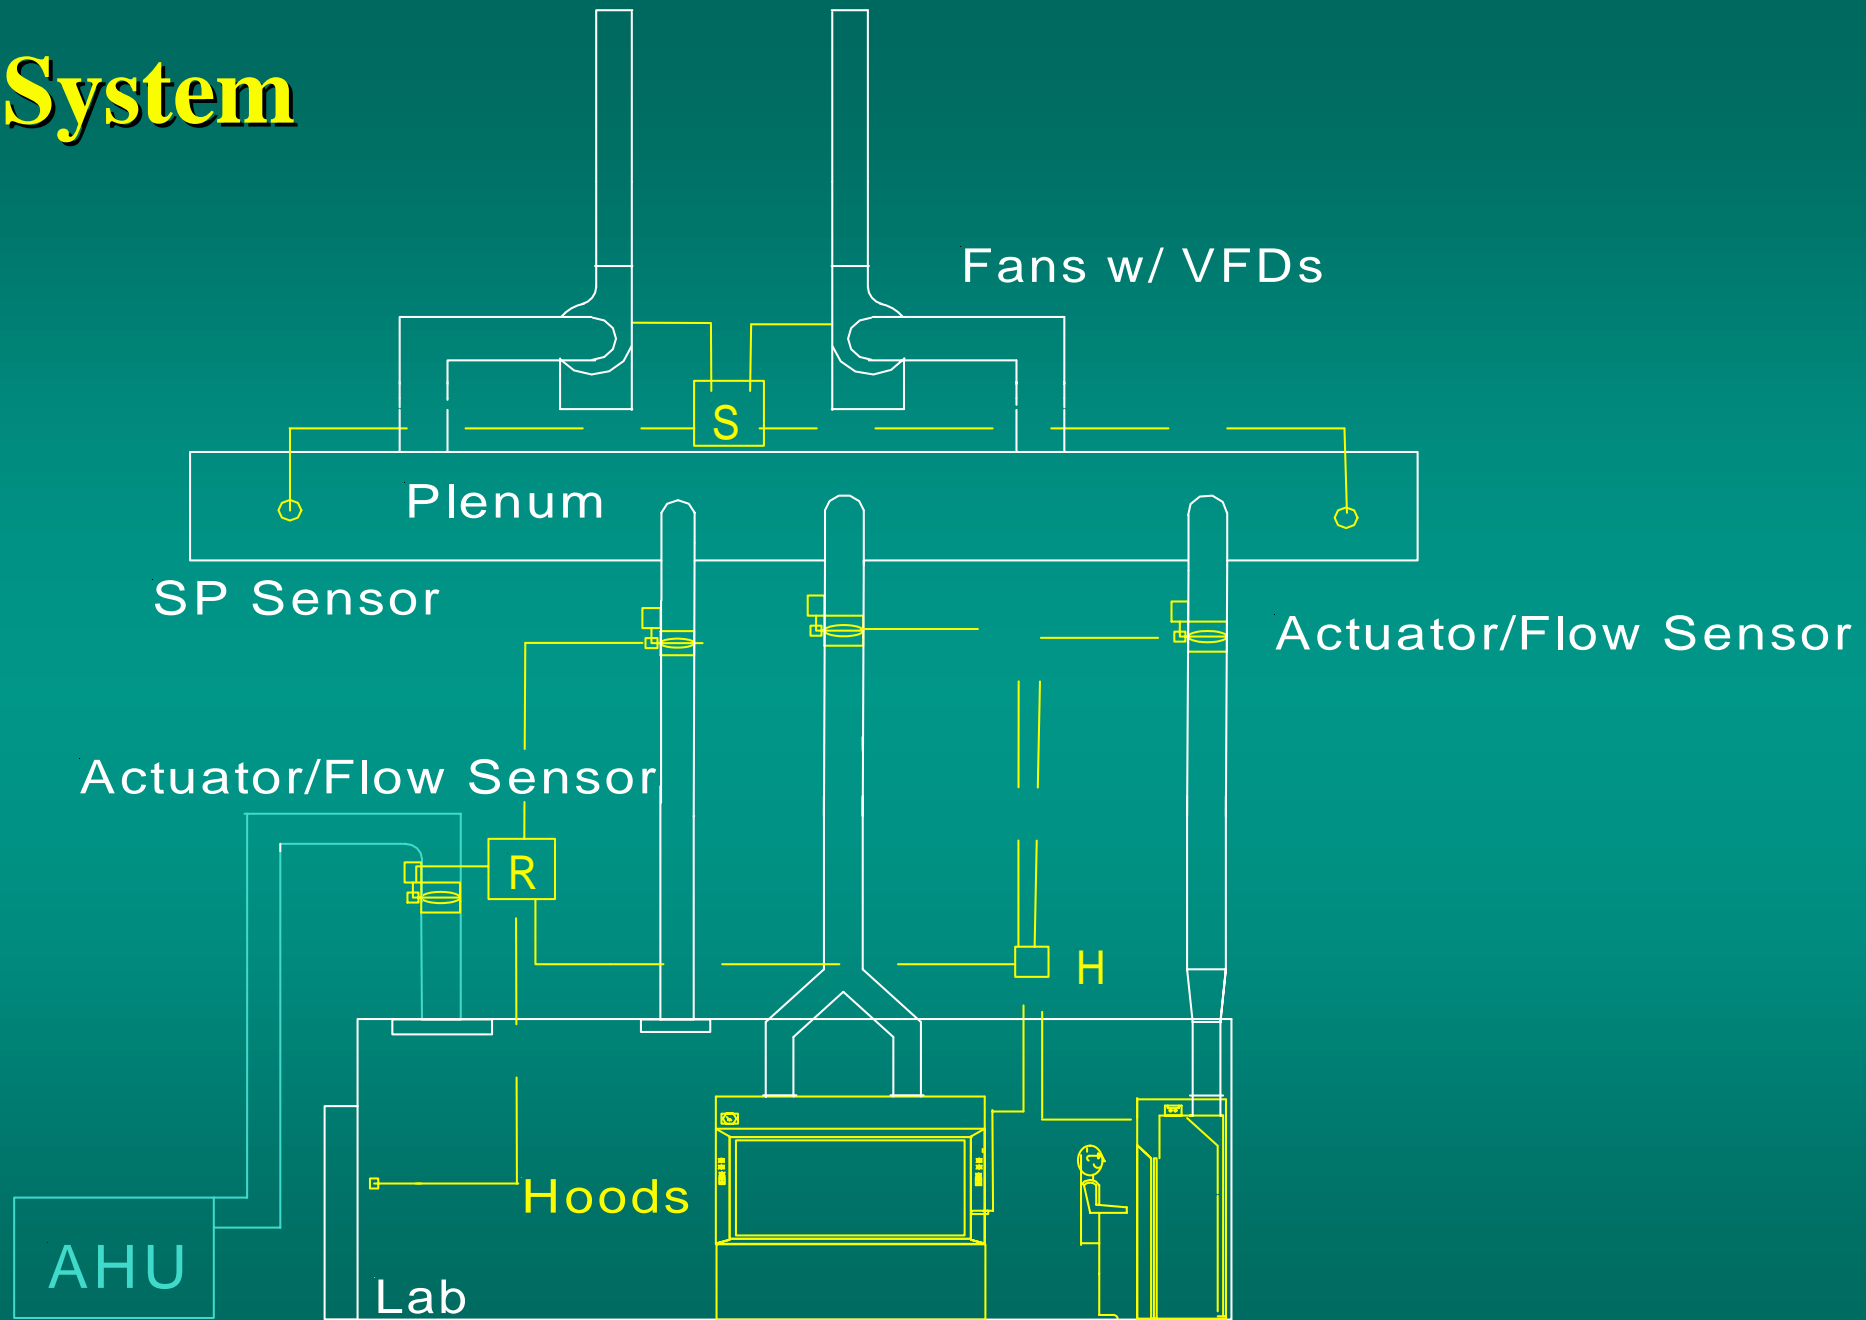 System
Fans w/ VFDs
S
Plenum
SP Sensor
Actuator/Flow Sensor
Actuator/Flow Sensor
R
H
Hoods
AHU
Lab